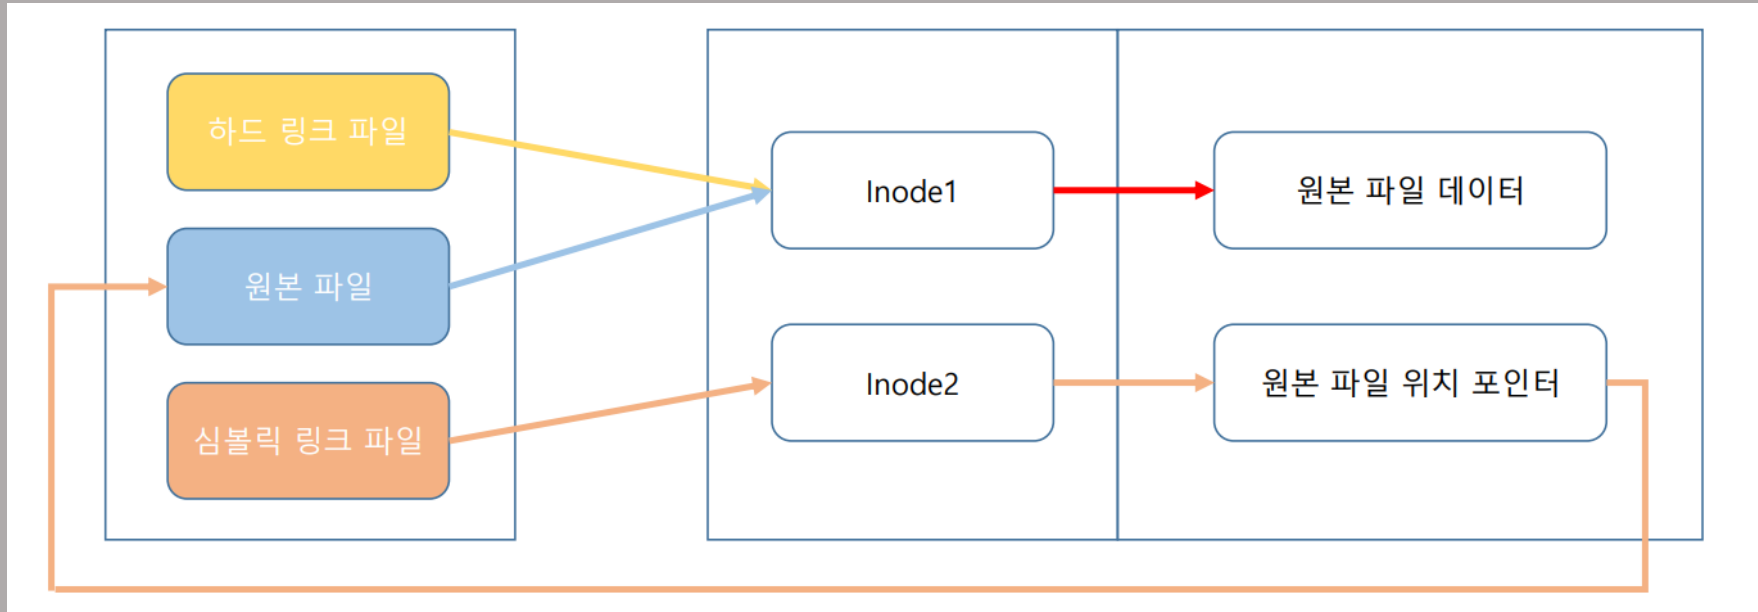 하드 링크 파일
원본 파일
심볼릭 링크 파일
Inode1
Inode2
원본 파일 데이터
원본 파일 위치 포인터